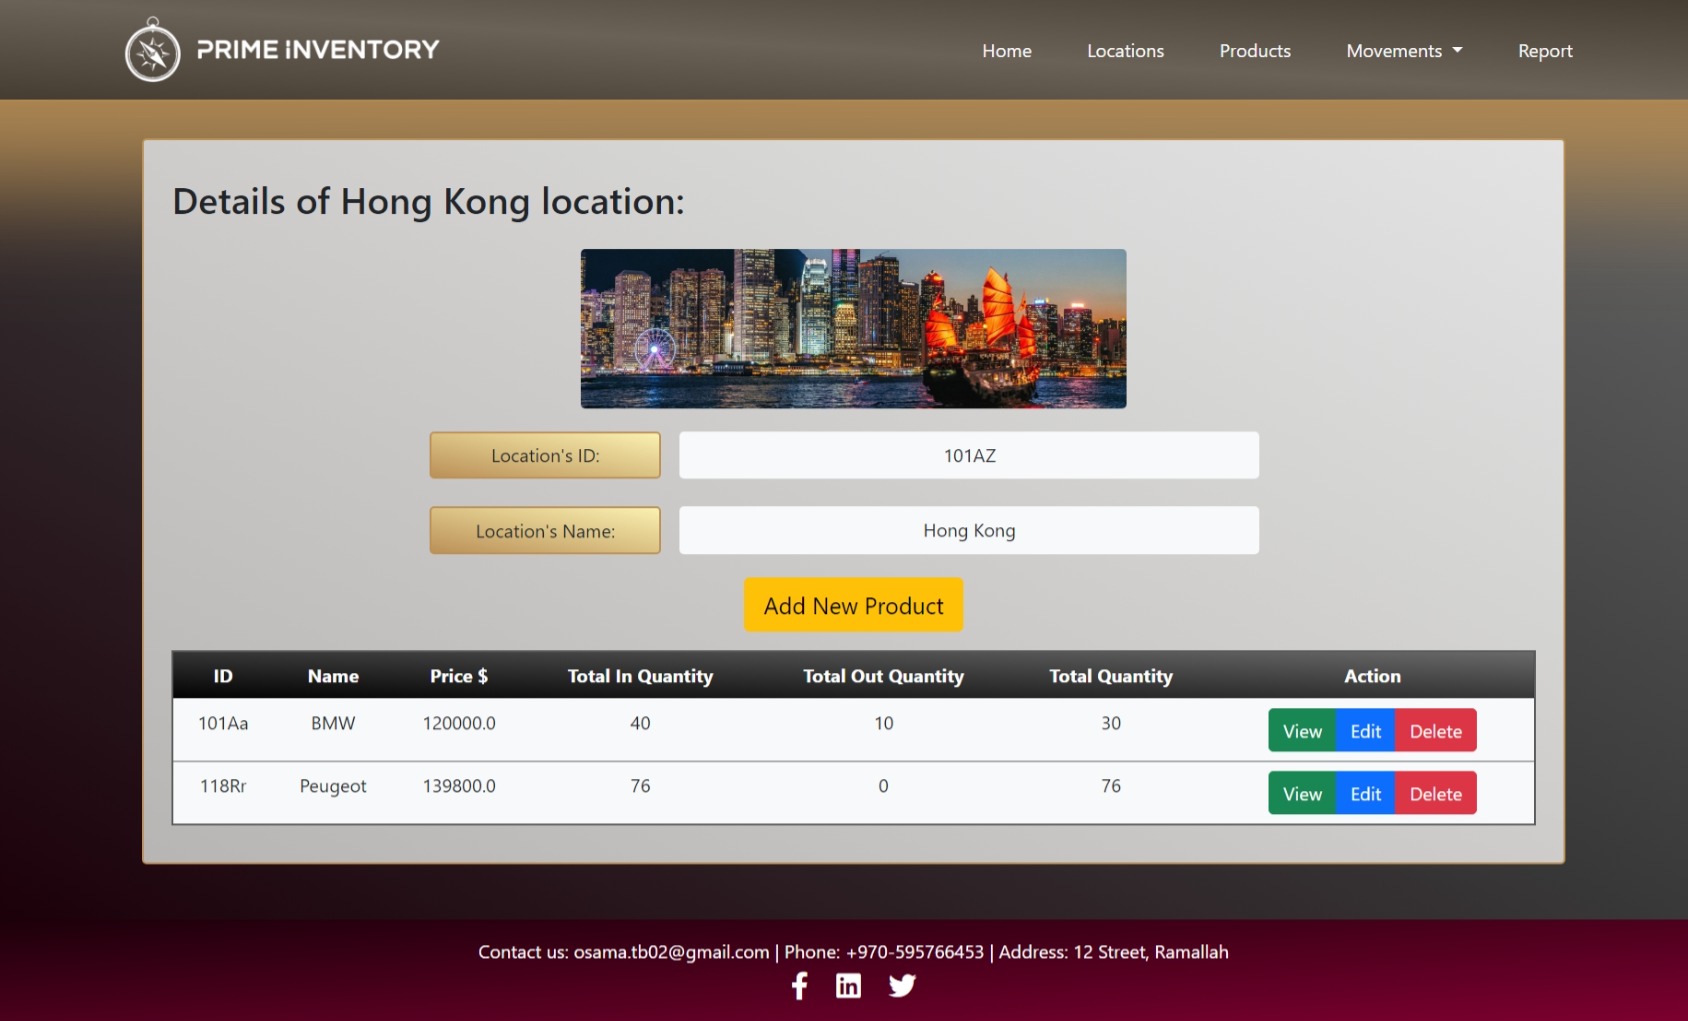 PRIME iNVENTORY
Home Locations Products Movements Report
Details of Hong Kong location:
Location's ID: 101AZ
Location's Name: Hong Kong
Add New Product
ID Name Price $ Total In Quantity Total Out Quantity Total Quantity Action
101Aa BMW 120000.0 40 10 30 View Edit Delete
118Rr Peugeot 139800.0 76 0 76 View Edit Delete
Contact us: osama.tb02@gmail.com | Phone: +970-595766453 | Address: 12 Street, Ramallah